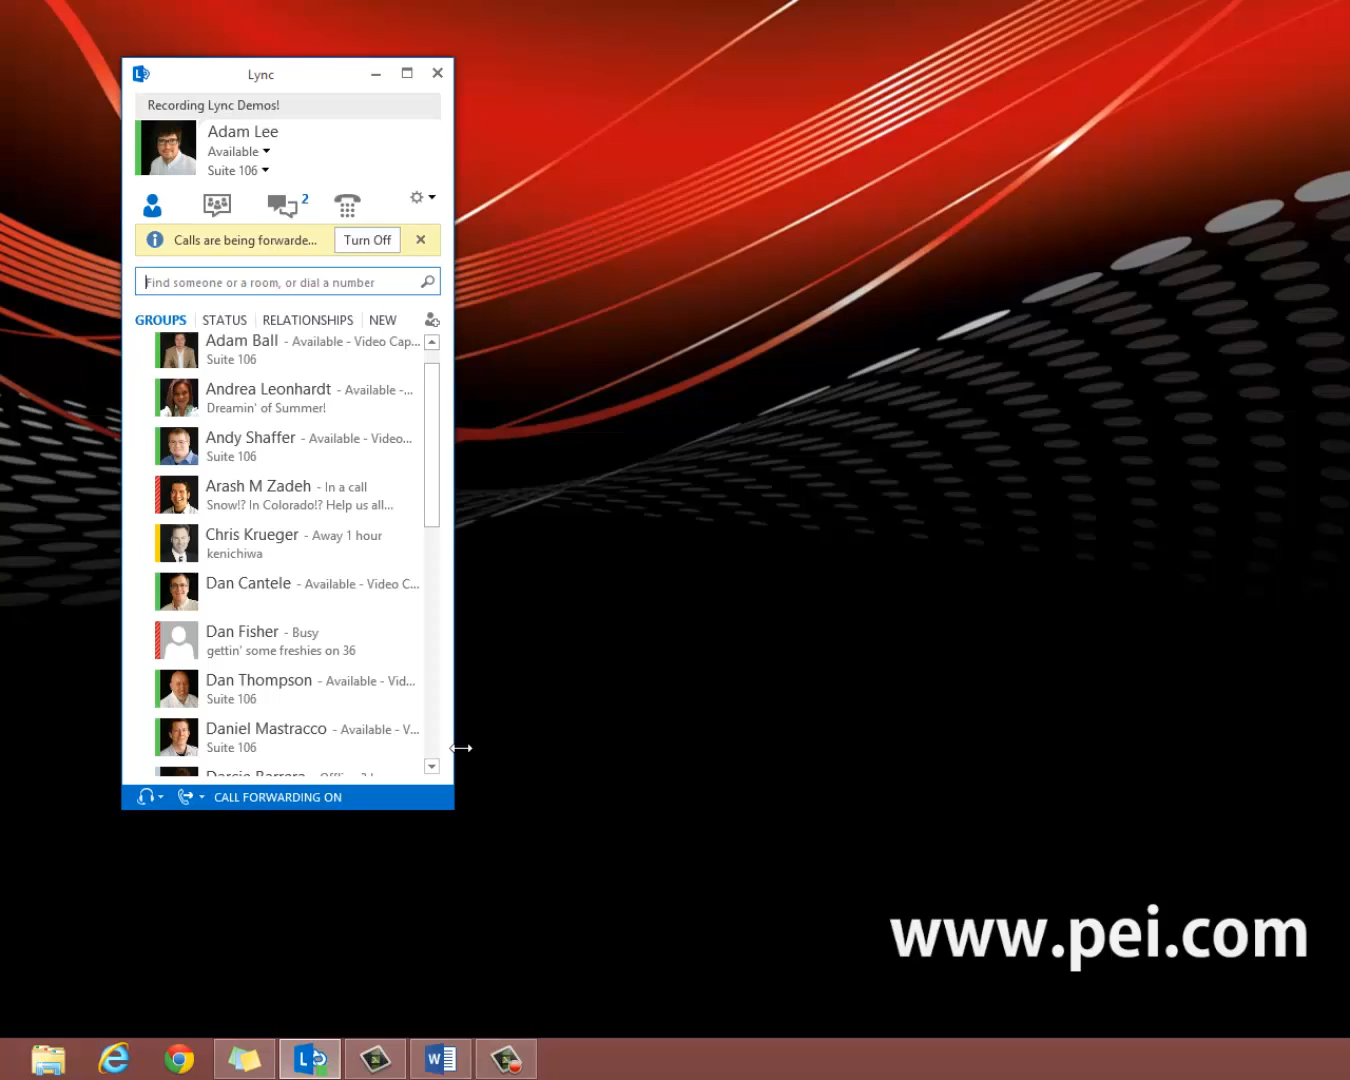 Lync
Recording Lync Demos!
Adam Lee
Available
Suite 106
2
Calls are being forwarde... Turn Off
Find someone or a room, or dial a number
GROUPS STATUS RELATIONSHIPS NEW
Adam Ball - Available - Video Cap...
Suite 106
Andrea Leonhardt - Available -...
Dreamin' of Summer!
Andy Shaffer - Available - Video...
Suite 106
Arash M Zadeh - In a call
Snow!? In Colorado!? Help us all...
Chris Krueger - Away 1 hour
kenichiwa
Dan Cantele - Available - Video C...
Dan Fisher - Busy
gettin' some freshies on 36
Dan Thompson - Available - Vid...
Suite 106
Daniel Mastracco - Available - V...
Suite 106
CALL FORWARDING ON
www.pei.com